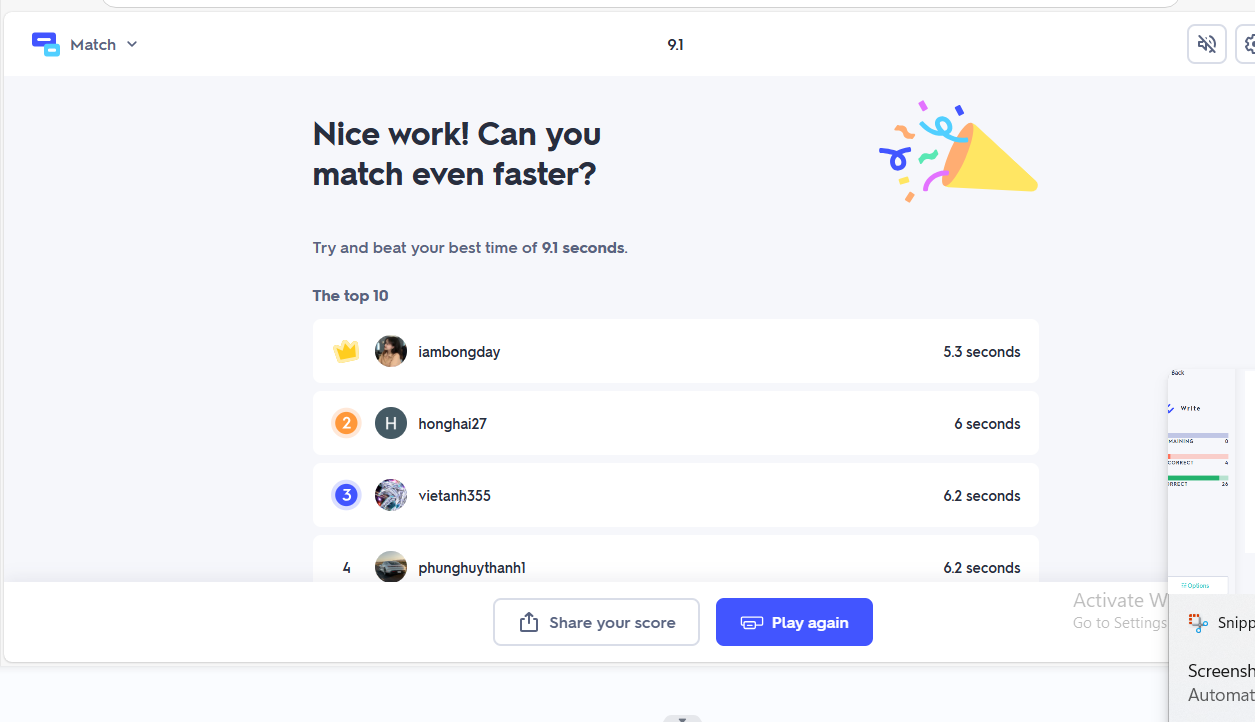 Match
9.1
Nice work! Can you
match even faster?
Try and beat your best time of 9.1 seconds.
The top 10
iambongday
5.3 seconds
2
H
honghai27
6 seconds
3
vietanh355
6.2 seconds
4
phunghuythanh1
6.2 seconds
Share your score
Play again
Back
Write
MAINING 0
CORRECT 4
RRECT 26
Options
Activate W
Go to Settings
Snipp
Screensh
Automat